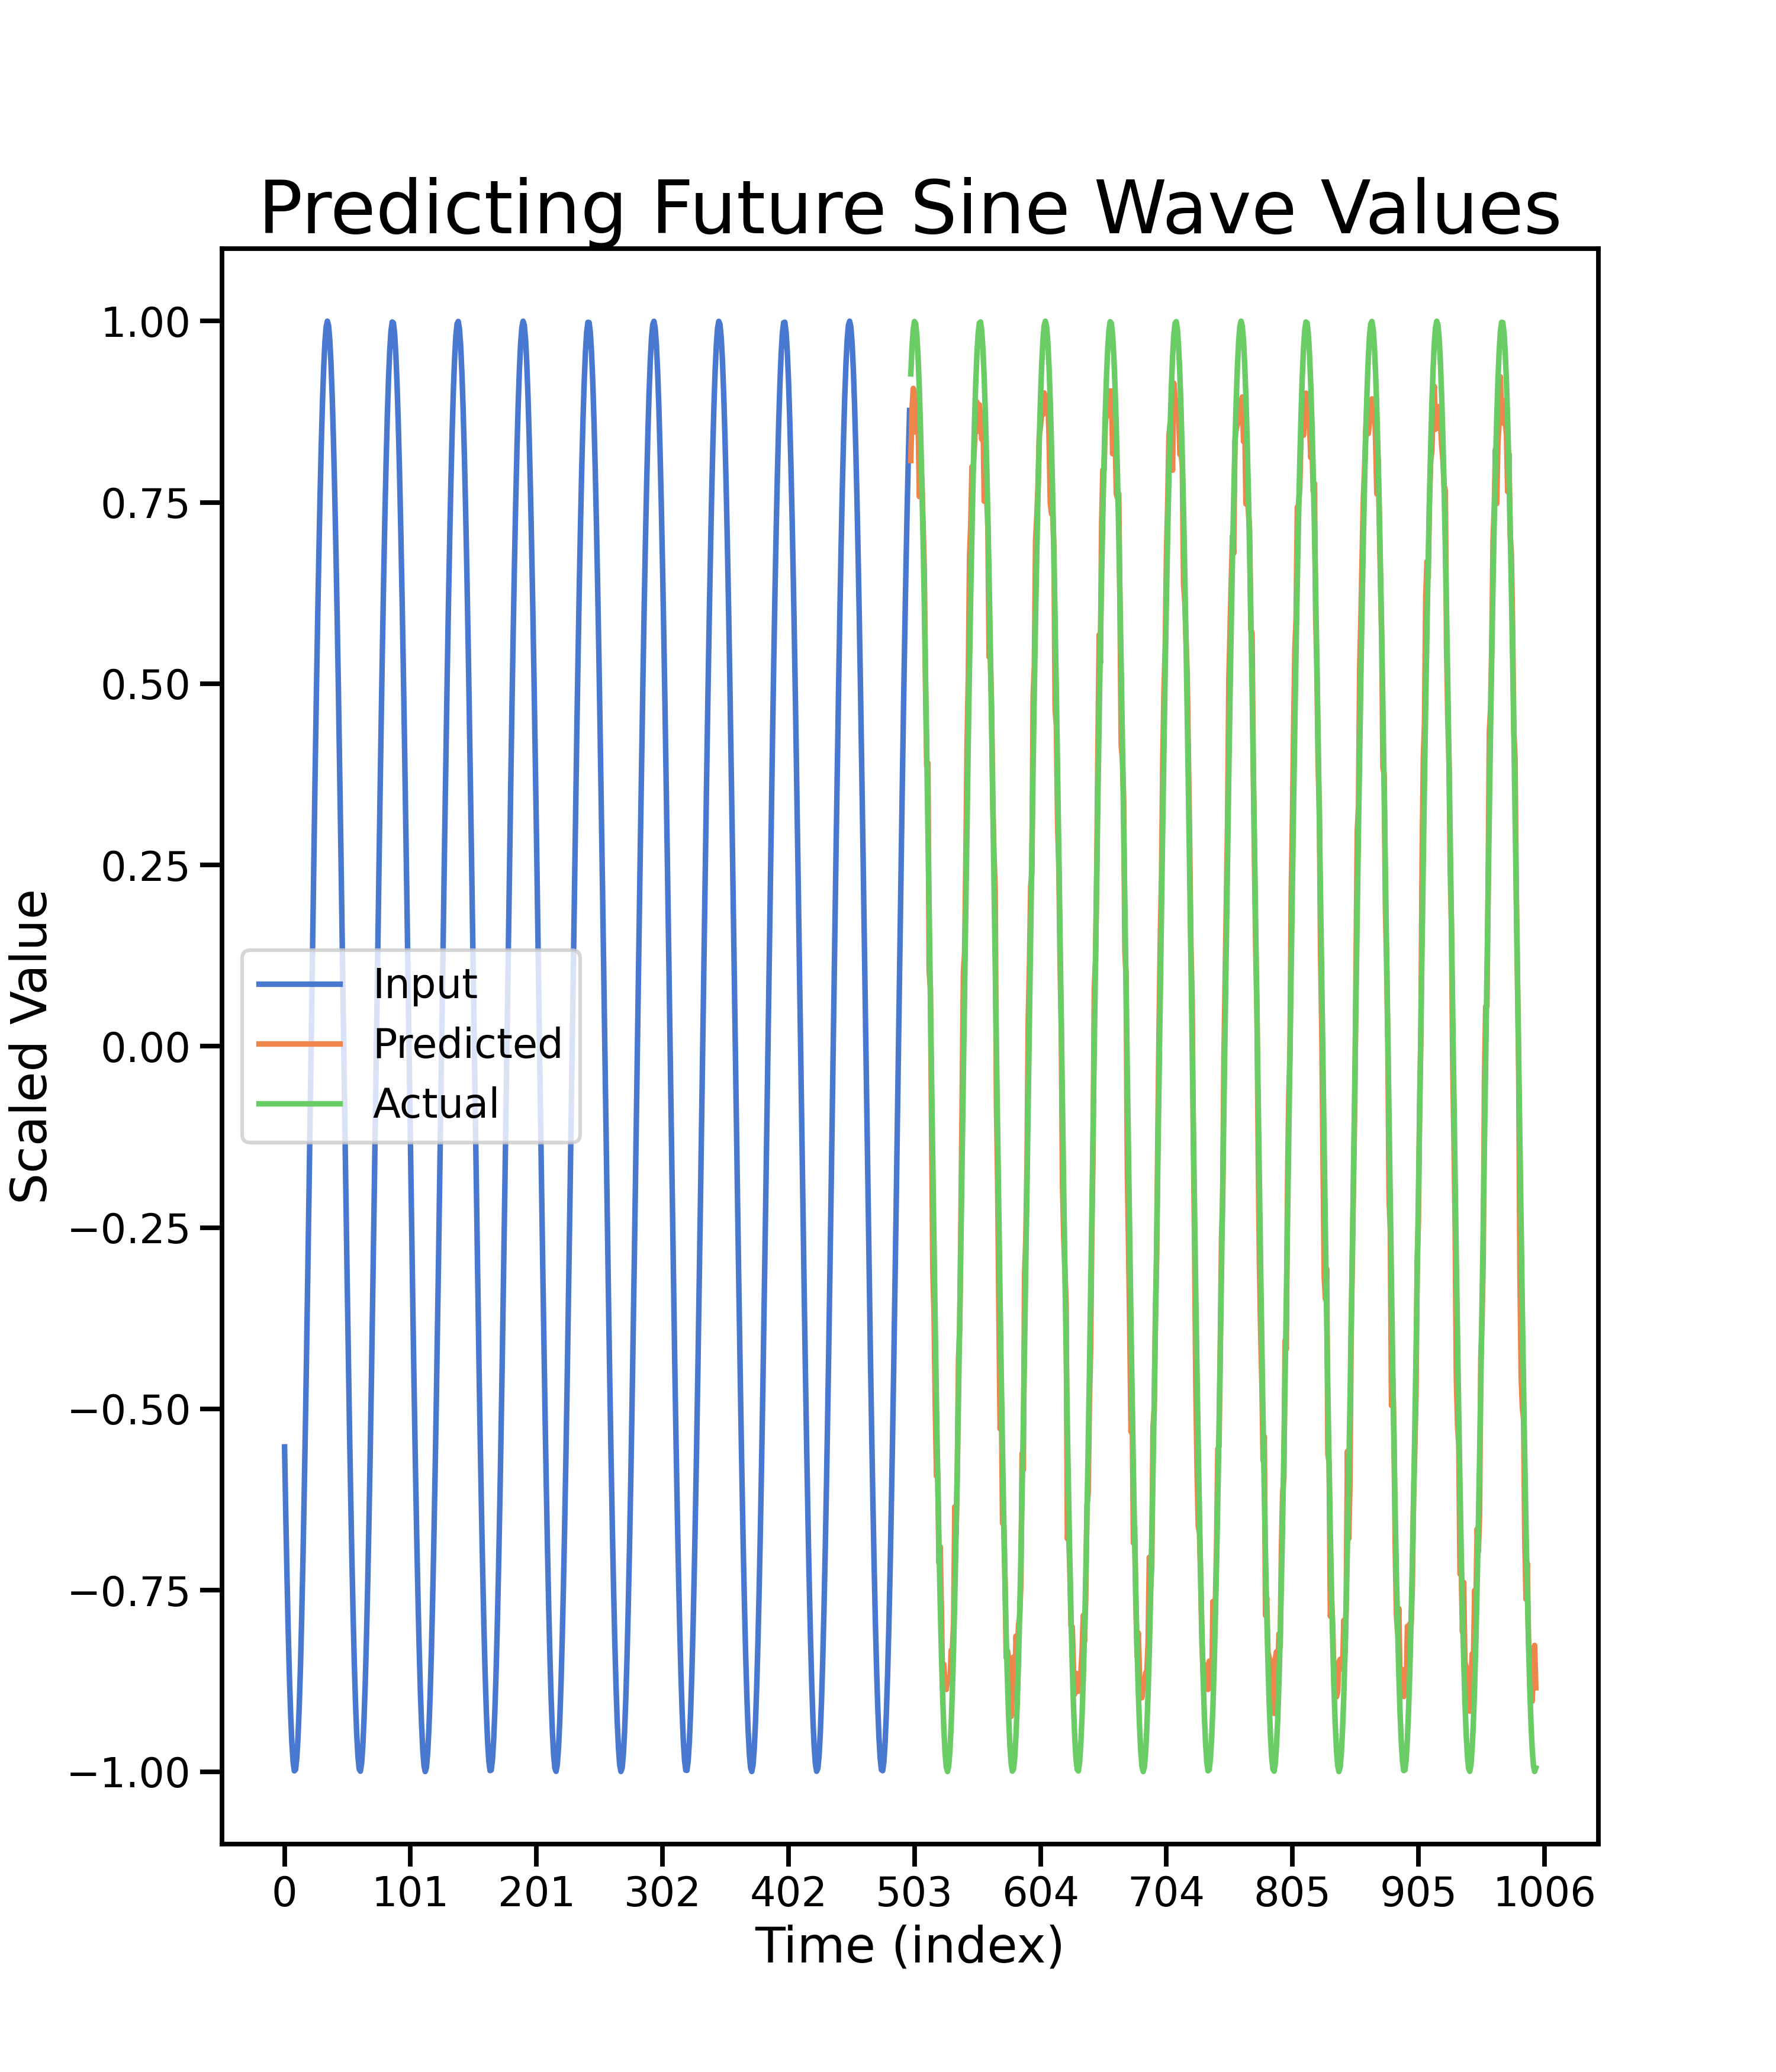 Predicting Future Sine Wave Values
1.00
0.75
0.50
0.25
0.00
−0.25
−0.50
−0.75
−1.00
Scaled Value
Input
Predicted
Actual
0 101 201 302 402 503 604 704 805 905 1006
Time (index)